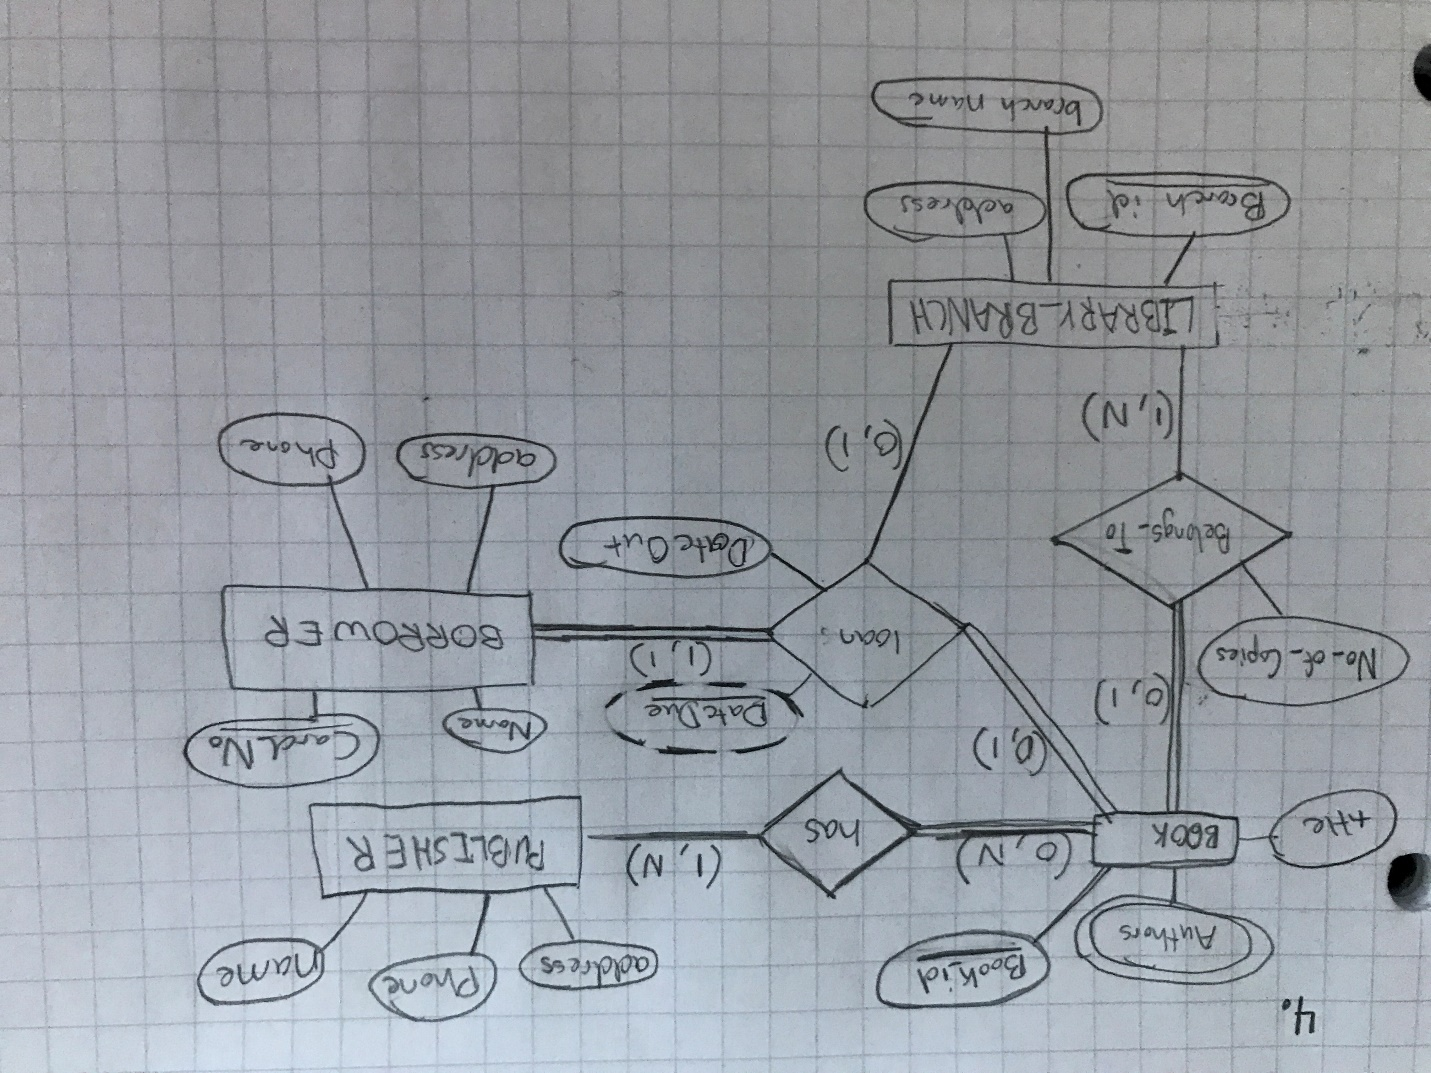 4.
Authors
Book_id
address
Phone
name
title
BOOK
(0,N)
has
(1,N)
PUBLISHER
No_of_Copies
(0,1)
(0,1)
DateDue
Name
Card_No
Belongs_To
loans
(1,1)
BORROWER
DateOut
(1,N)
(0,1)
address
Phone
LIBRARY_BRANCH
Branch id
address
branch name